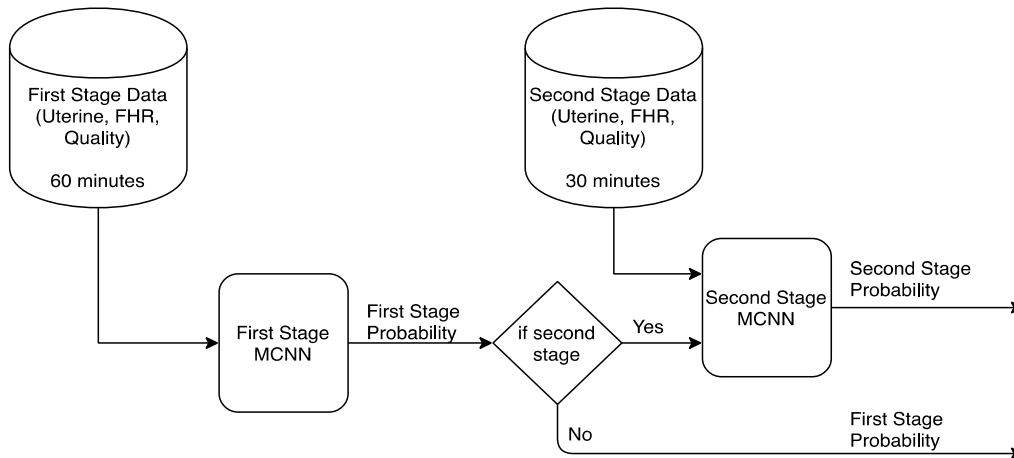 First Stage Data
(Uterine, FHR,
Quality)
60 minutes
Second Stage Data
(Uterine, FHR,
Quality)
30 minutes
First Stage
MCNN
First Stage
Probability
if second
stage
Yes
No
Second Stage
MCNN
Second Stage
Probability
First Stage
Probability